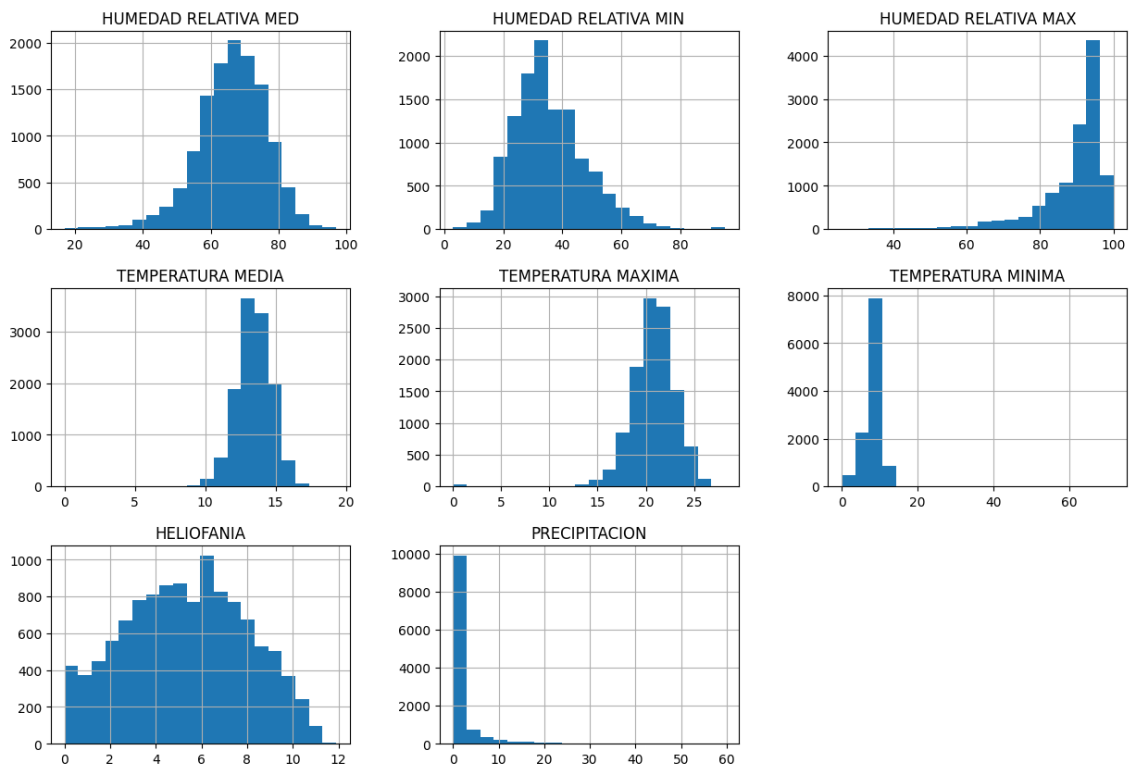 HUMEDAD RELATIVA MED
2000
1500
1000
500
0
20 40 60 80 100
HUMEDAD RELATIVA MIN
2000
1500
1000
500
0
0 20 40 60 80
HUMEDAD RELATIVA MAX
4000
3000
2000
1000
0
40 60 80 100
TEMPERATURA MEDIA
3000
2000
1000
0
0 5 10 15 20
TEMPERATURA MAXIMA
3000
2500
2000
1500
1000
500
0
0 5 10 15 20 25
TEMPERATURA MINIMA
8000
6000
4000
2000
0
0 20 40 60
HELIOFANIA
1000
800
600
400
200
0
0 2 4 6 8 10 12
PRECIPITACION
10000
8000
6000
4000
2000
0
0 10 20 30 40 50 60